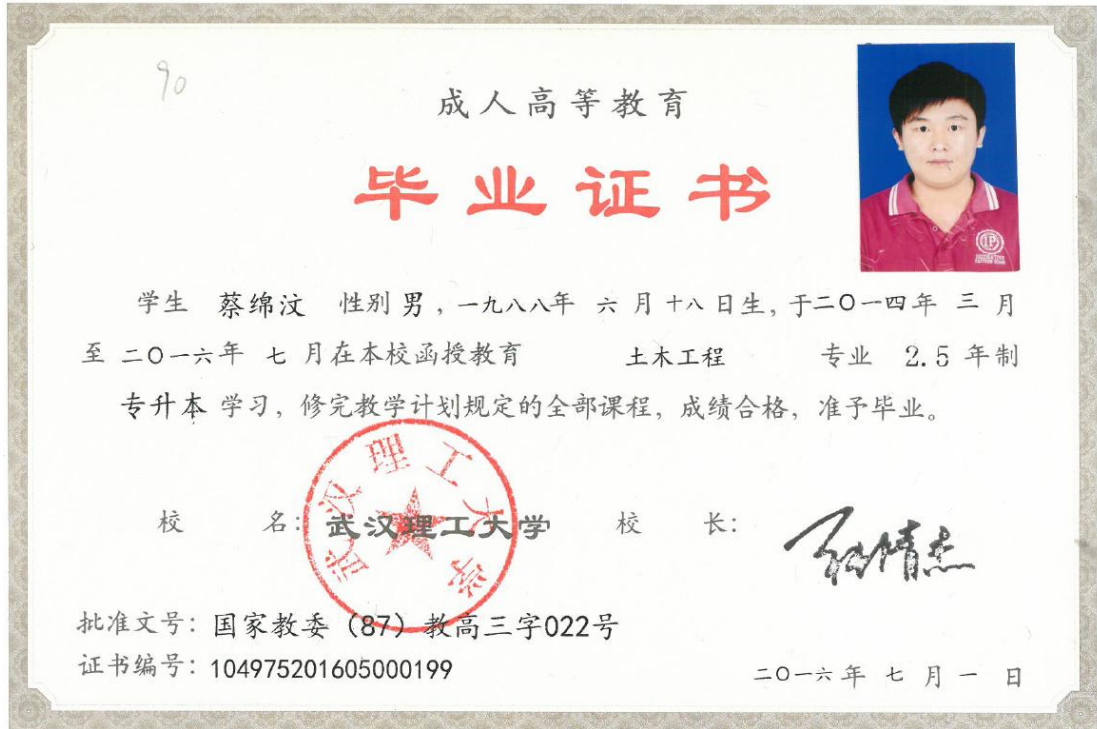 90
成人高等教育
毕业证书
学生 蔡绵汶 性别 男，一九八八年 六 月 十八 日生，于二〇一四年 三 月
至 二〇一六年 七 月在本校函授教育 土木工程 专业 2.5 年制
专升本 学习，修完教学计划规定的全部课程，成绩合格，准予毕业。
武汉理工大学
校 名：武汉理工大学 校 长：
批准文号：国家教委（87）教高三字022号
证书编号：104975201605000199
二〇一六年 七 月 一 日